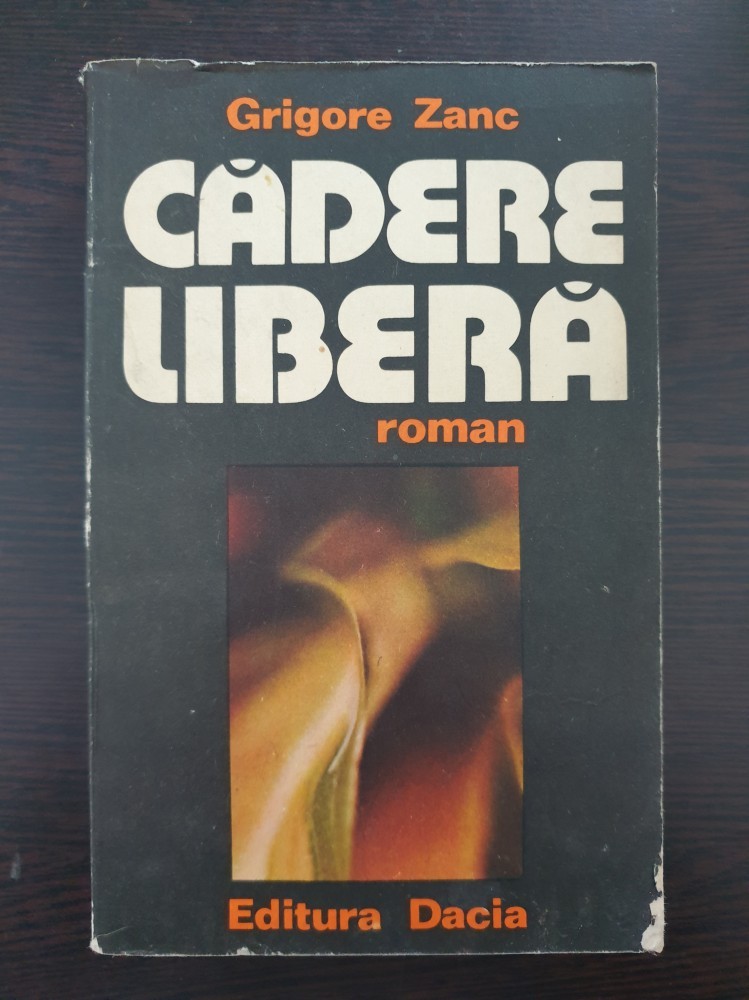 Grigore Zanc
CĂDERE
LIBERĂ
roman
Editura Dacia